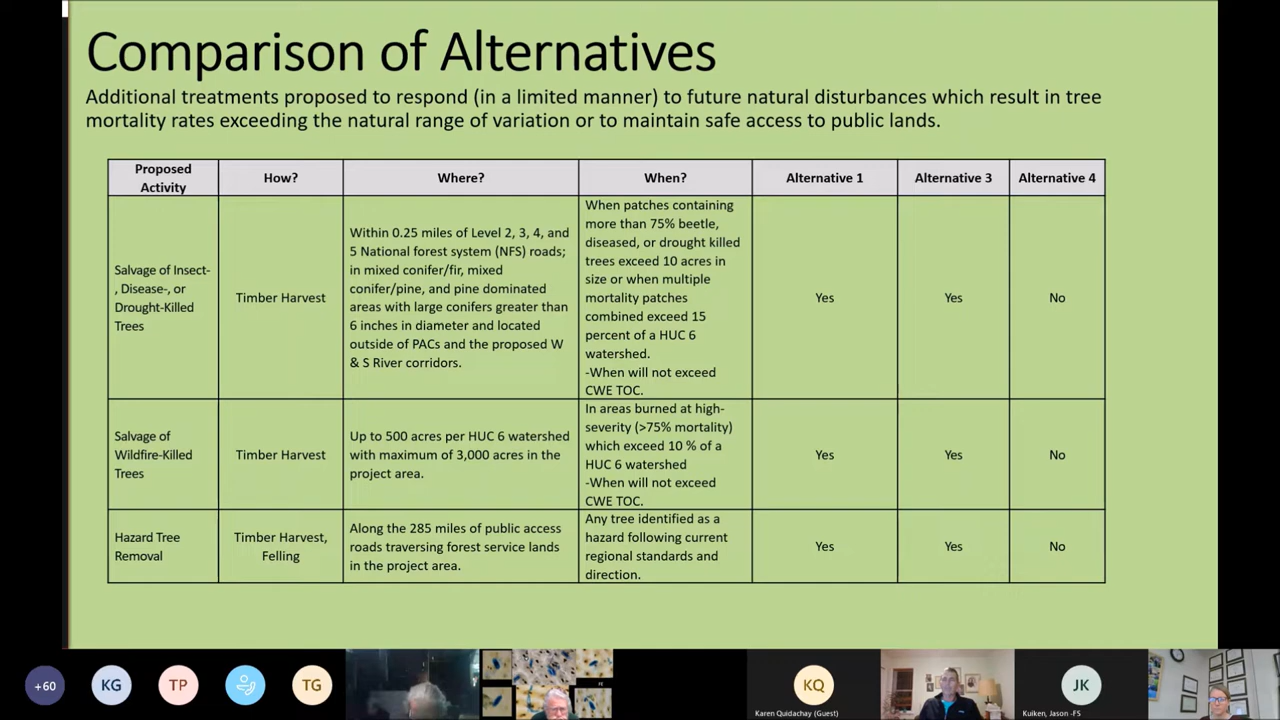 Comparison of Alternatives
Additional treatments proposed to respond (in a limited manner) to future natural disturbances which result in tree
mortality rates exceeding the natural range of variation or to maintain safe access to public lands.
Proposed
Activity
How?
Where?
When?
Alternative 1
Alternative 3
Alternative 4
Salvage of Insect-
, Disease-, or
Drought-Killed
Trees
Timber Harvest
Within 0.25 miles of Level 2, 3, 4, and
5 National forest system (NFS) roads;
in mixed conifer/fir, mixed
conifer/pine, and pine dominated
areas with large conifers greater than
6 inches in diameter and located
outside of PACs and the proposed W
& S River corridors.
When patches containing
more than 75% beetle,
diseased, or drought killed
trees exceed 10 acres in
size or when multiple
mortality patches
combined exceed 15
percent of a HUC 6
watershed.
-When will not exceed
CWE TOC.
Yes
Yes
No
Salvage of
Wildfire-Killed
Trees
Timber Harvest
Up to 500 acres per HUC 6 watershed
with maximum of 3,000 acres in the
project area.
In areas burned at high-
severity (>75% mortality)
which exceed 10 % of a
HUC 6 watershed
-When will not exceed
CWE TOC.
Yes
Yes
No
Hazard Tree
Removal
Timber Harvest,
Felling
Along the 285 miles of public access
roads traversing forest service lands
in the project area.
Any tree identified as a
hazard following current
regional standards and
direction.
Yes
Yes
No
+60
KG
TP
TG
KQ
Karen Quidachay (Guest)
JK
Kuiken, Jason -FS